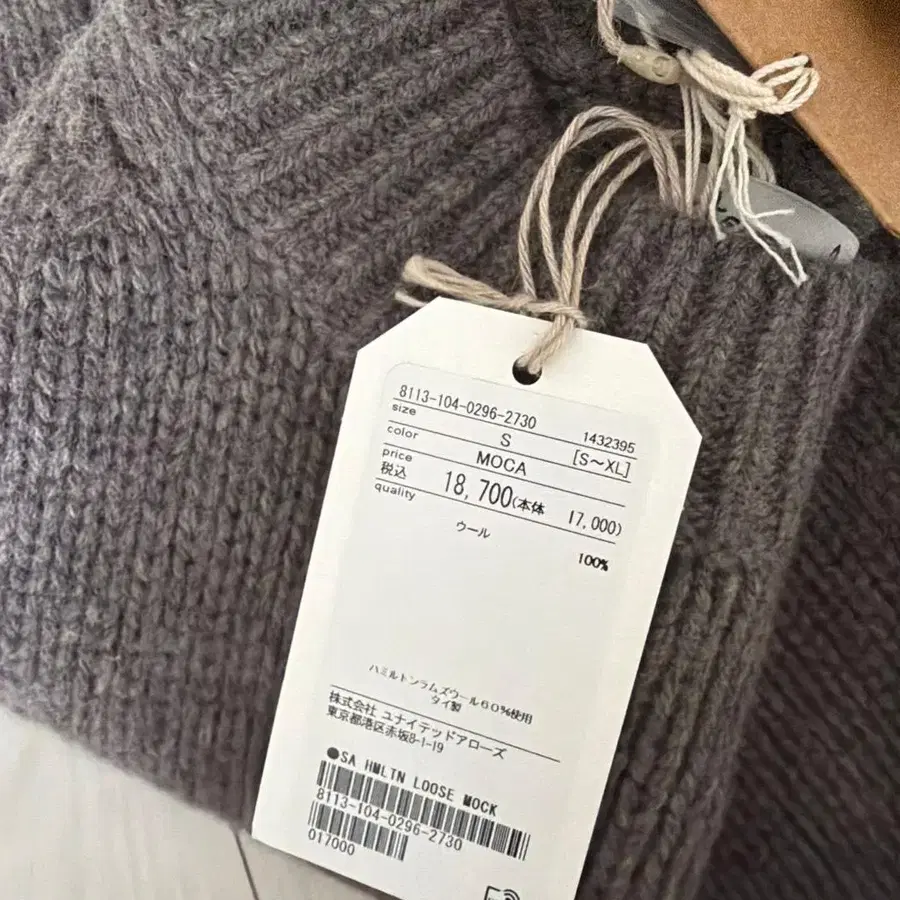 8113-104-0296-2730
1432395
size S [S～XL]
color MOCA
price
税込 18,700(本体 17,000)
quality
ウール
100%
ハミルトンラムズウール60%使用
タイ製
株式会社 ユナイテッドアローズ
東京都港区赤坂8-1-19
●SA HMLTN LOOSE MOCK
8113-104-0296-2730
017000